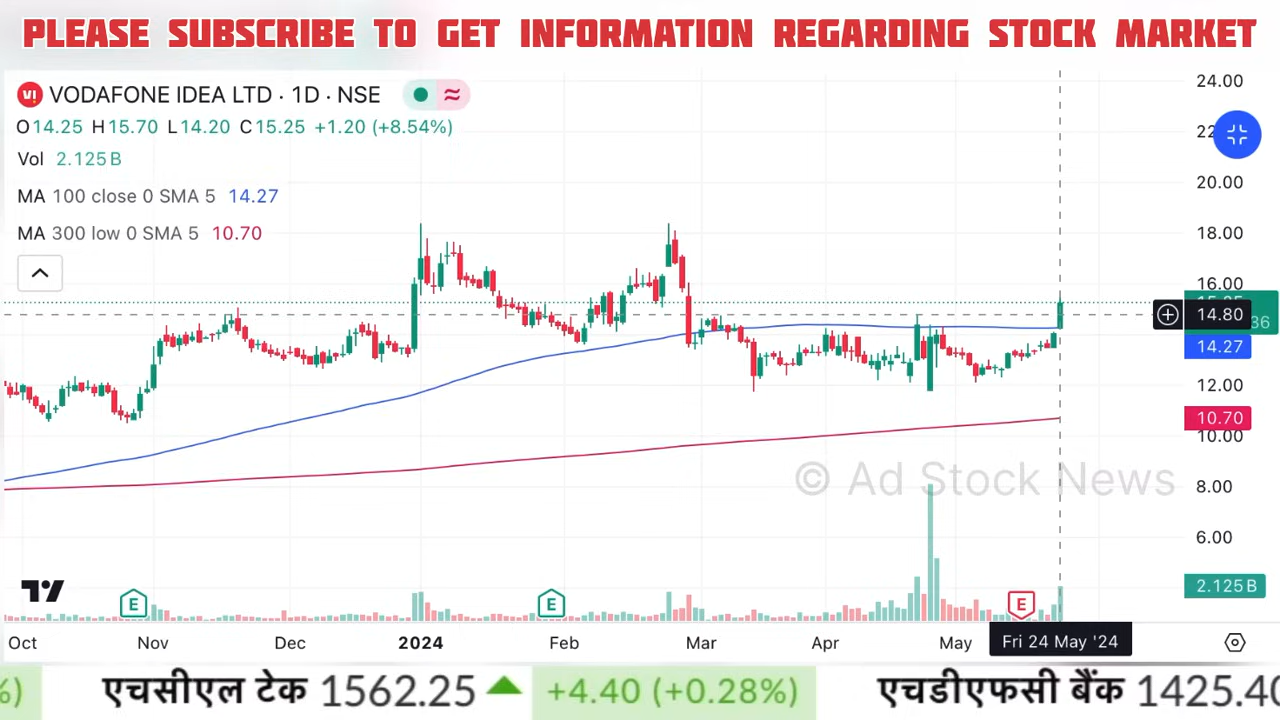 PLEASE SUBSCRIBE TO GET INFORMATION REGARDING STOCK MARKET
VODAFONE IDEA LTD · 1D · NSE
O14.25 H15.70 L14.20 C15.25 +1.20 (+8.54%)
Vol 2.125 B
MA 100 close 0 SMA 5 14.27
MA 300 low 0 SMA 5 10.70
24.00
20.00
18.00
16.00
14.80
14.27
12.00
10.70
10.00
8.00
6.00
2.125 B
© Ad Stock News
E
E
E
Oct Nov Dec 2024 Feb Mar Apr May Fri 24 May '24
%) एचसीएल टेक 1562.25 +4.40 (+0.28%) एचडीएफसी बैंक 1425.40